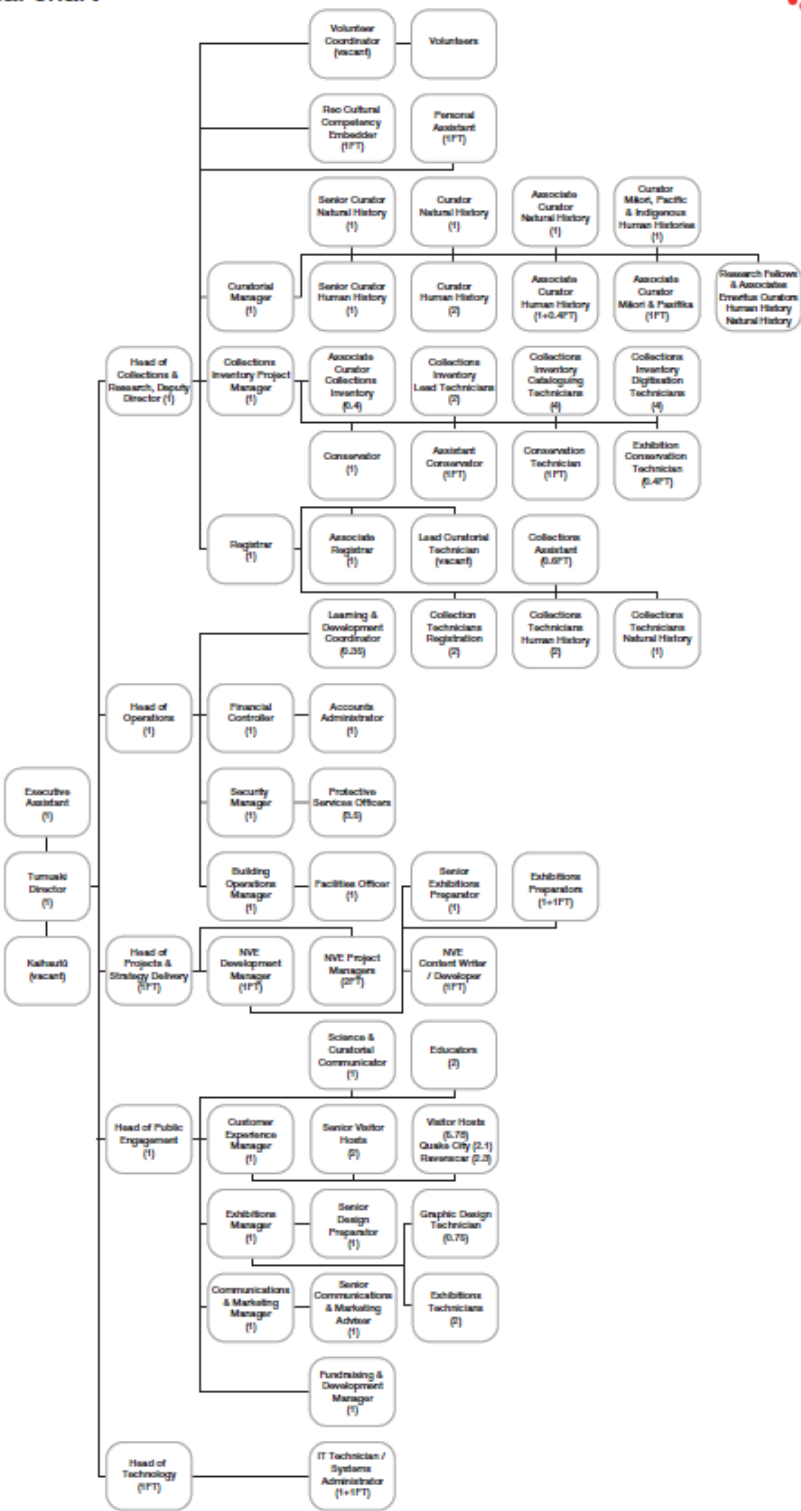 Volunteer
Coordinator
(vacant)
Volunteers
Reo Cultural
Competency
Embedder
(1FT)
Personal
Assistant
(1FT)
Senior Curator
Natural History
(1)
Curator
Natural History
(1)
Associate
Curator
Natural History
(1)
Curator
Māori, Pacific
& Indigenous
Human Histories
(1)
Curatorial
Manager
(1)
Senior Curator
Human History
(1)
Curator
Human History
(2)
Associate
Curator
Human History
(1+0.4FT)
Associate
Curator
Māori & Pasifika
(1FT)
Research Fellows
& Associates
Emeritus Curators
Human History
Natural History
Head of
Collections &
Research, Deputy
Director (1)
Collections
Inventory Project
Manager
(1)
Associate
Curator
Collections
Inventory
(0.4)
Collections
Inventory
Lead Technicians
(2)
Collections
Inventory
Cataloguing
Technicians
(4)
Collections
Inventory
Digitisation
Technicians
(4)
Conservator
(1)
Assistant
Conservator
(1FT)
Conservation
Technician
(1FT)
Exhibition
Conservation
Technician
(0.4FT)
Registrar
(1)
Associate
Registrar
(1)
Lead Curatorial
Technician
(vacant)
Collections
Assistant
(0.6FT)
Learning &
Development
Coordinator
(0.35)
Collection
Technicians
Registration
(2)
Collections
Technicians
Human History
(2)
Collections
Technicians
Natural History
(1)
Head of
Operations
(1)
Financial
Controller
(1)
Accounts
Administrator
(1)
Executive
Assistant
(1)
Security
Manager
(1)
Protective
Services Officers
(3.5)
Tumuaki
Director
(1)
Building
Operations
Manager
(1)
Facilities Officer
(1)
Senior
Exhibitions
Preparator
(1)
Exhibitions
Preparators
(1+1FT)
Kaihautū
(vacant)
Head of
Projects &
Strategy Delivery
(1FT)
NVE
Development
Manager
(1FT)
NVE Project
Managers
(2FT)
NVE
Content Writer
/ Developer
(1FT)
Science &
Curatorial
Communicator
(1)
Educators
(2)
Head of Public
Engagement
(1)
Customer
Experience
Manager
(1)
Senior Visitor
Hosts
(2)
Visitor Hosts
(5.75)
Quake City (2.1)
Ravenscar (2.3)
Exhibitions
Manager
(1)
Senior
Design
Preparator
(1)
Graphic Design
Technician
(0.75)
Communications
& Marketing
Manager
(1)
Senior
Communications
& Marketing
Adviser
(1)
Exhibitions
Technicians
(2)
Fundraising &
Development
Manager
(1)
Head of
Technology
(1FT)
IT Technician /
Systems
Administrator
(1+1FT)